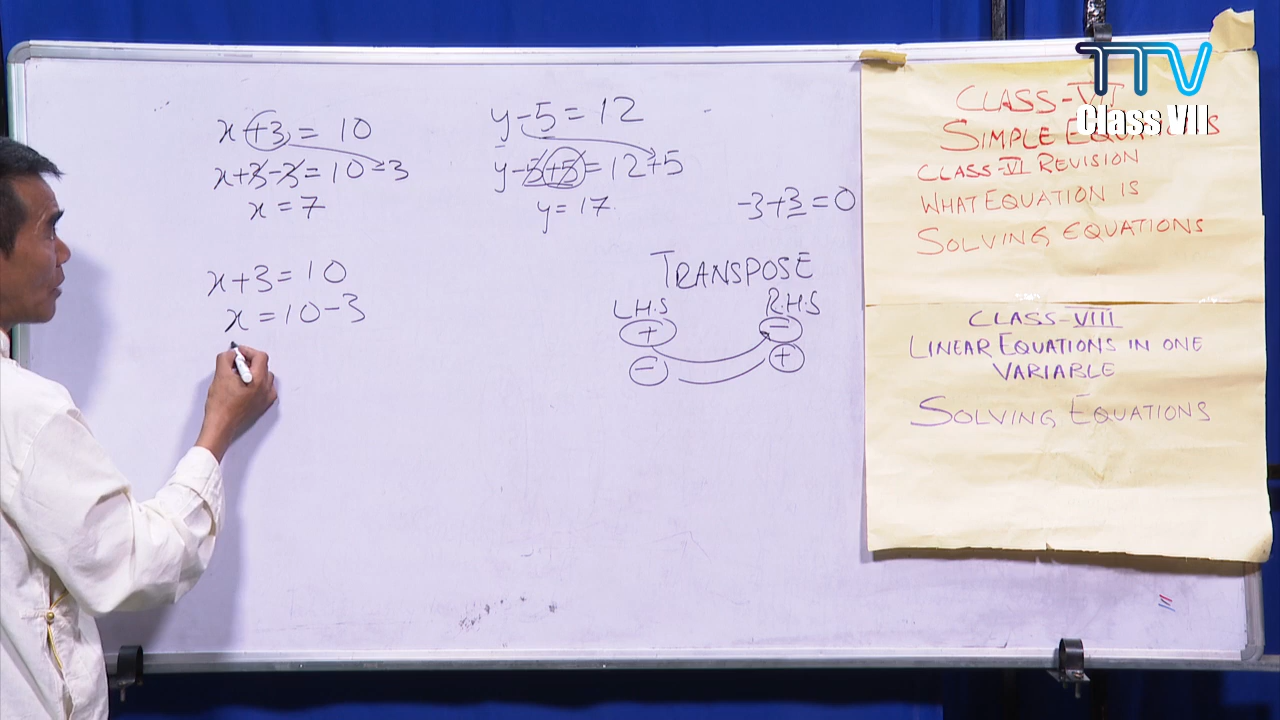 x+3 = 10
x+3-3 = 10-3
x = 7
x+3 = 10
x = 10-3
y-5 = 12
y-5+5 = 12+5
y = 17
-3+3 = 0
TRANSPOSE
L.H.S R.H.S
+ -
- +
TTV
Class VII
CLASS-VII
SIMPLE EQUATIONS
CLASS-VI REVISION
WHAT EQUATION IS
SOLVING EQUATIONS
CLASS-VIII
LINEAR EQUATIONS IN ONE
VARIABLE
SOLVING EQUATIONS